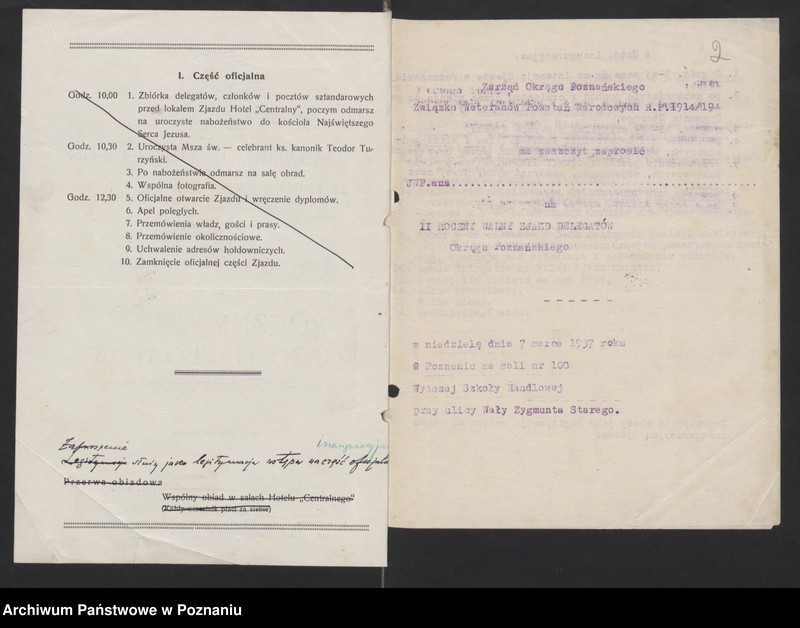 I. Część oficjalna
Godz. 10,00 1. Zbiórka delegatów, członków i pocztów sztandarowych
przed lokalem Zjazdu Hotel „Centralny", poczym odmarsz
na uroczyste nabożeństwo do kościoła Najświętszego
Serca Jezusa.
Godz. 10,30 2. Uroczysta Msza św. — celebrant ks. kanonik Teodor Tu-
rzyński.
3. Po nabożeństwie odmarsz na salę obrad.
4. Wspólna fotografia.
Godz. 12,30 5. Oficjalne otwarcie Zjazdu i wręczenie dyplomów.
6. Apel poległych.
7. Przemówienia władz, gości i prasy.
8. Przemówienie okolicznościowe.
9. Uchwalenie adresów hołdowniczych.
10. Zamknięcie oficjalnej części Zjazdu.
Zaproszenie
Legitymacja służy jako legitymacja wstępu na część
Przerwa obiadowa
Wspólny obiad w salach Hotelu „Centralnego"
(Każdy uczestnik płaci za siebie)
2
Zarząd Okręgu Poznańskiego
Związku Weteranów Powstań Narodowych R.P. 1914/19
ma zaszczyt zaprosić
JWP.ana
na
II ROCZNY WALNY ZJAZD DELEGATÓW
Okręgu Poznańskiego
w niedzielę dnia 7 marca 1937 roku
w Poznaniu na sali nr 100
Wyższej Szkoły Handlowej
przy ulicy Wały Zygmunta Starego.
Archiwum Państwowe w Poznaniu